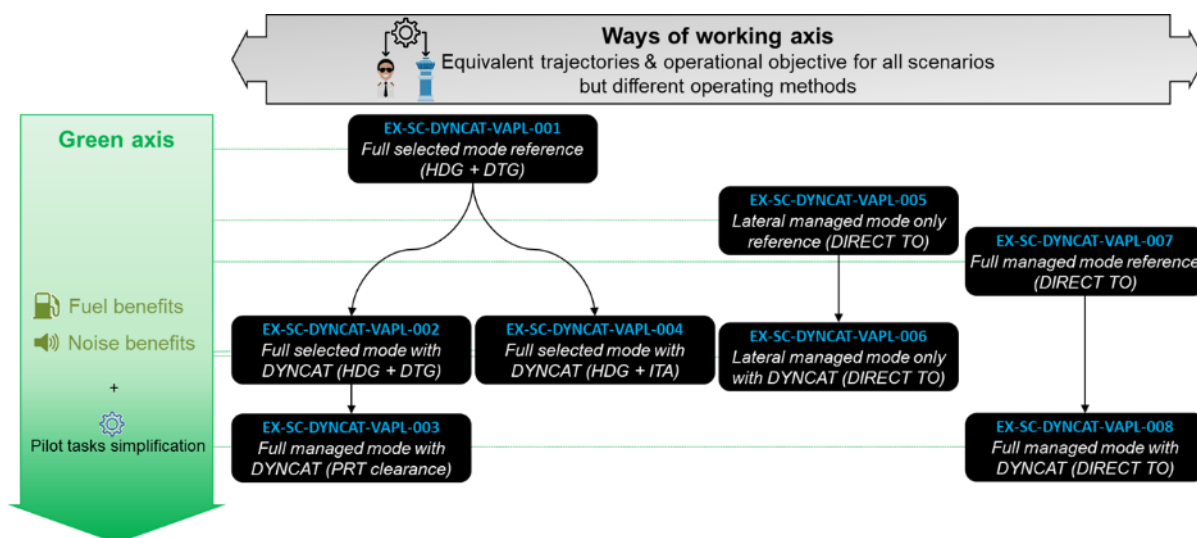 Ways of working axis
Equivalent trajectories & operational objective for all scenarios
but different operating methods
Green axis
Fuel benefits
Noise benefits
+
Pilot tasks simplification
EX-SC-DYNCAT-VAPL-001
Full selected mode reference
(HDG + DTG)
EX-SC-DYNCAT-VAPL-005
Lateral managed mode only
reference (DIRECT TO)
EX-SC-DYNCAT-VAPL-007
Full managed mode reference
(DIRECT TO)
EX-SC-DYNCAT-VAPL-002
Full selected mode with
DYNCAT (HDG + DTG)
EX-SC-DYNCAT-VAPL-004
Full selected mode with
DYNCAT (HDG + ITA)
EX-SC-DYNCAT-VAPL-006
Lateral managed mode only
with DYNCAT (DIRECT TO)
EX-SC-DYNCAT-VAPL-003
Full managed mode with
DYNCAT (PRT clearance)
EX-SC-DYNCAT-VAPL-008
Full managed mode with
DYNCAT (DIRECT TO)